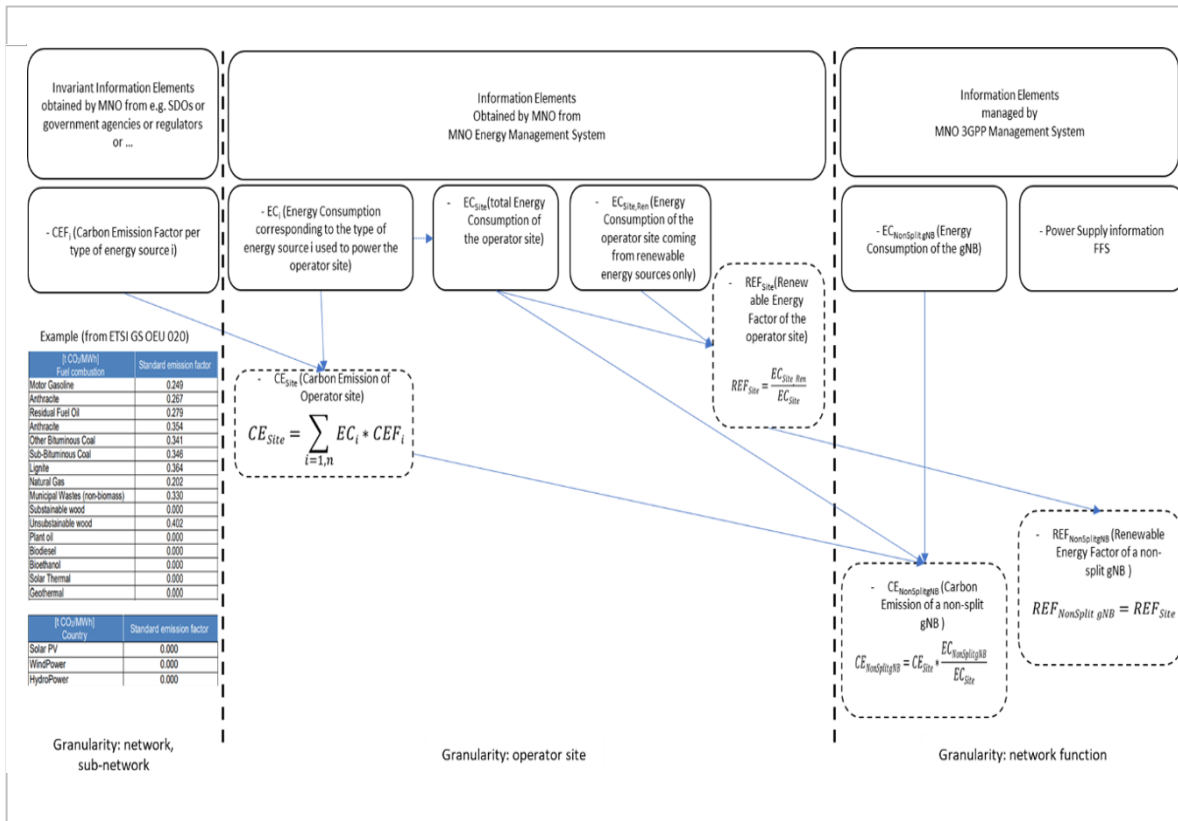 Invariant Information Elements
obtained by MNO from e.g. SDOs or
government agencies or regulators
or ...
Information Elements
Obtained by MNO from
MNO Energy Management System
Information Elements
managed by
MNO 3GPP Management System
- CEFi (Carbon Emission Factor per
type of energy source i)
- ECi (Energy Consumption
corresponding to the type of
energy source i used to power the
operator site)
- ECSite (total Energy
Consumption of
the operator site)
- ECSite,Ren (Energy
Consumption of the
operator site coming
from renewable
energy sources only)
- REFSite (Renew
able Energy
Factor of the
operator site)
REFSite = ECSite Ren / ECSite
- ECNonSplit gNB (Energy
Consumption of the gNB)
- Power Supply information
FFS
Example (from ETSI GS OEU 020)
[t CO₂/MWh]
Fuel combustion
Standard emission factor
Motor Gasoline 0.249
Anthracite 0.267
Residual Fuel Oil 0.279
Anthracite 0.354
Other Bituminous Coal 0.341
Sub-Bituminous Coal 0.346
Lignite 0.364
Natural Gas 0.202
Municipal Wastes (non-biomass) 0.330
Substainable wood 0.000
Unsubstainable wood 0.402
Plant oil 0.000
Biodiesel 0.000
Bioethanol 0.000
Solar Thermal 0.000
Geothermal 0.000
[t CO₂/MWh]
Country
Standard emission factor
Solar PV 0.000
WindPower 0.000
HydroPower 0.000
- CESite (Carbon Emission of
Operator site)
CESite = ∑ ECi * CEFi
i=1,n
- CENonSplitgNB (Carbon
Emission of a non-split
gNB )
CENonSplitgNB = CESite * ECNonSplitgNB / ECSite
- REFNonSplitgNB (Renewable
Energy Factor of a non-
split gNB )
REFNonSplit gNB = REFSite
Granularity: network,
sub-network
Granularity: operator site
Granularity: network function